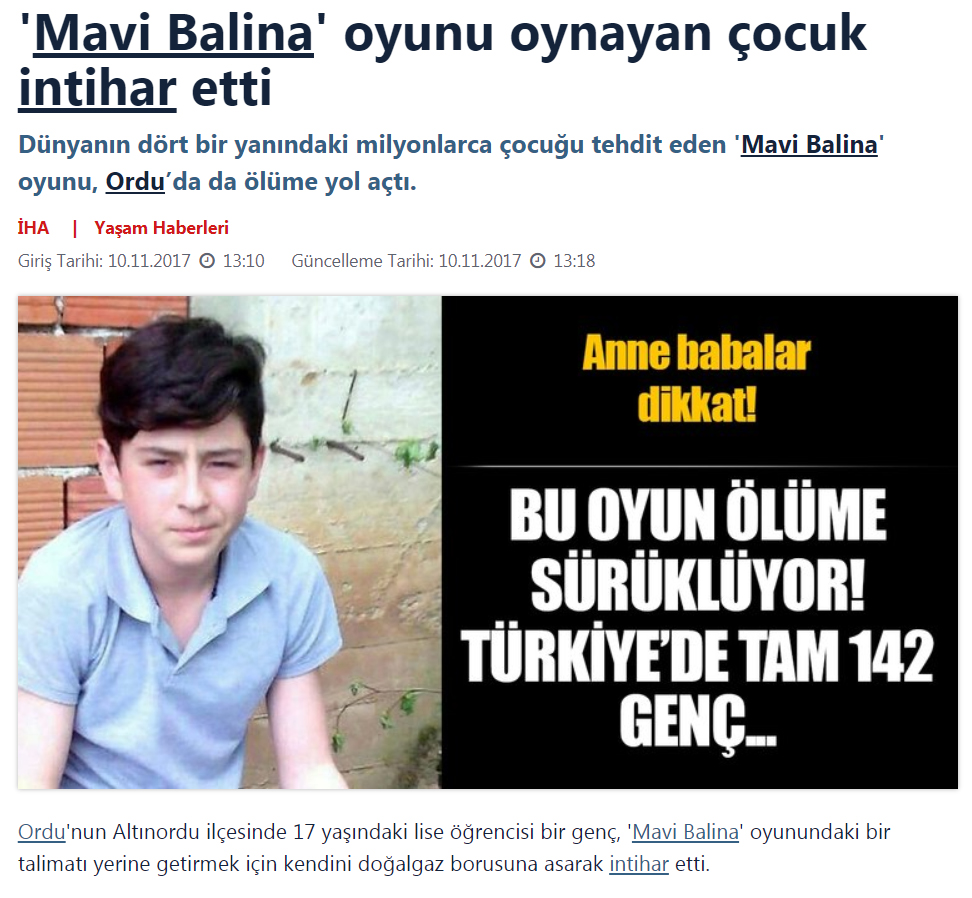 'Mavi Balina' oyunu oynayan çocuk
intihar etti
Dünyanın dört bir yanındaki milyonlarca çocuğu tehdit eden 'Mavi Balina'
oyunu, Ordu’da da ölüme yol açtı.
İHA | Yaşam Haberleri
Giriş Tarihi: 10.11.2017 13:10 Güncelleme Tarihi: 10.11.2017 13:18
Anne babalar
dikkat!
BU OYUN ÖLÜME
SÜRÜKLÜYOR!
TÜRKİYE’DE TAM 142
GENÇ...
Ordu'nun Altınordu ilçesinde 17 yaşındaki lise öğrencisi bir genç, 'Mavi Balina' oyunundaki bir
talimatı yerine getirmek için kendini doğalgaz borusuna asarak intihar etti.